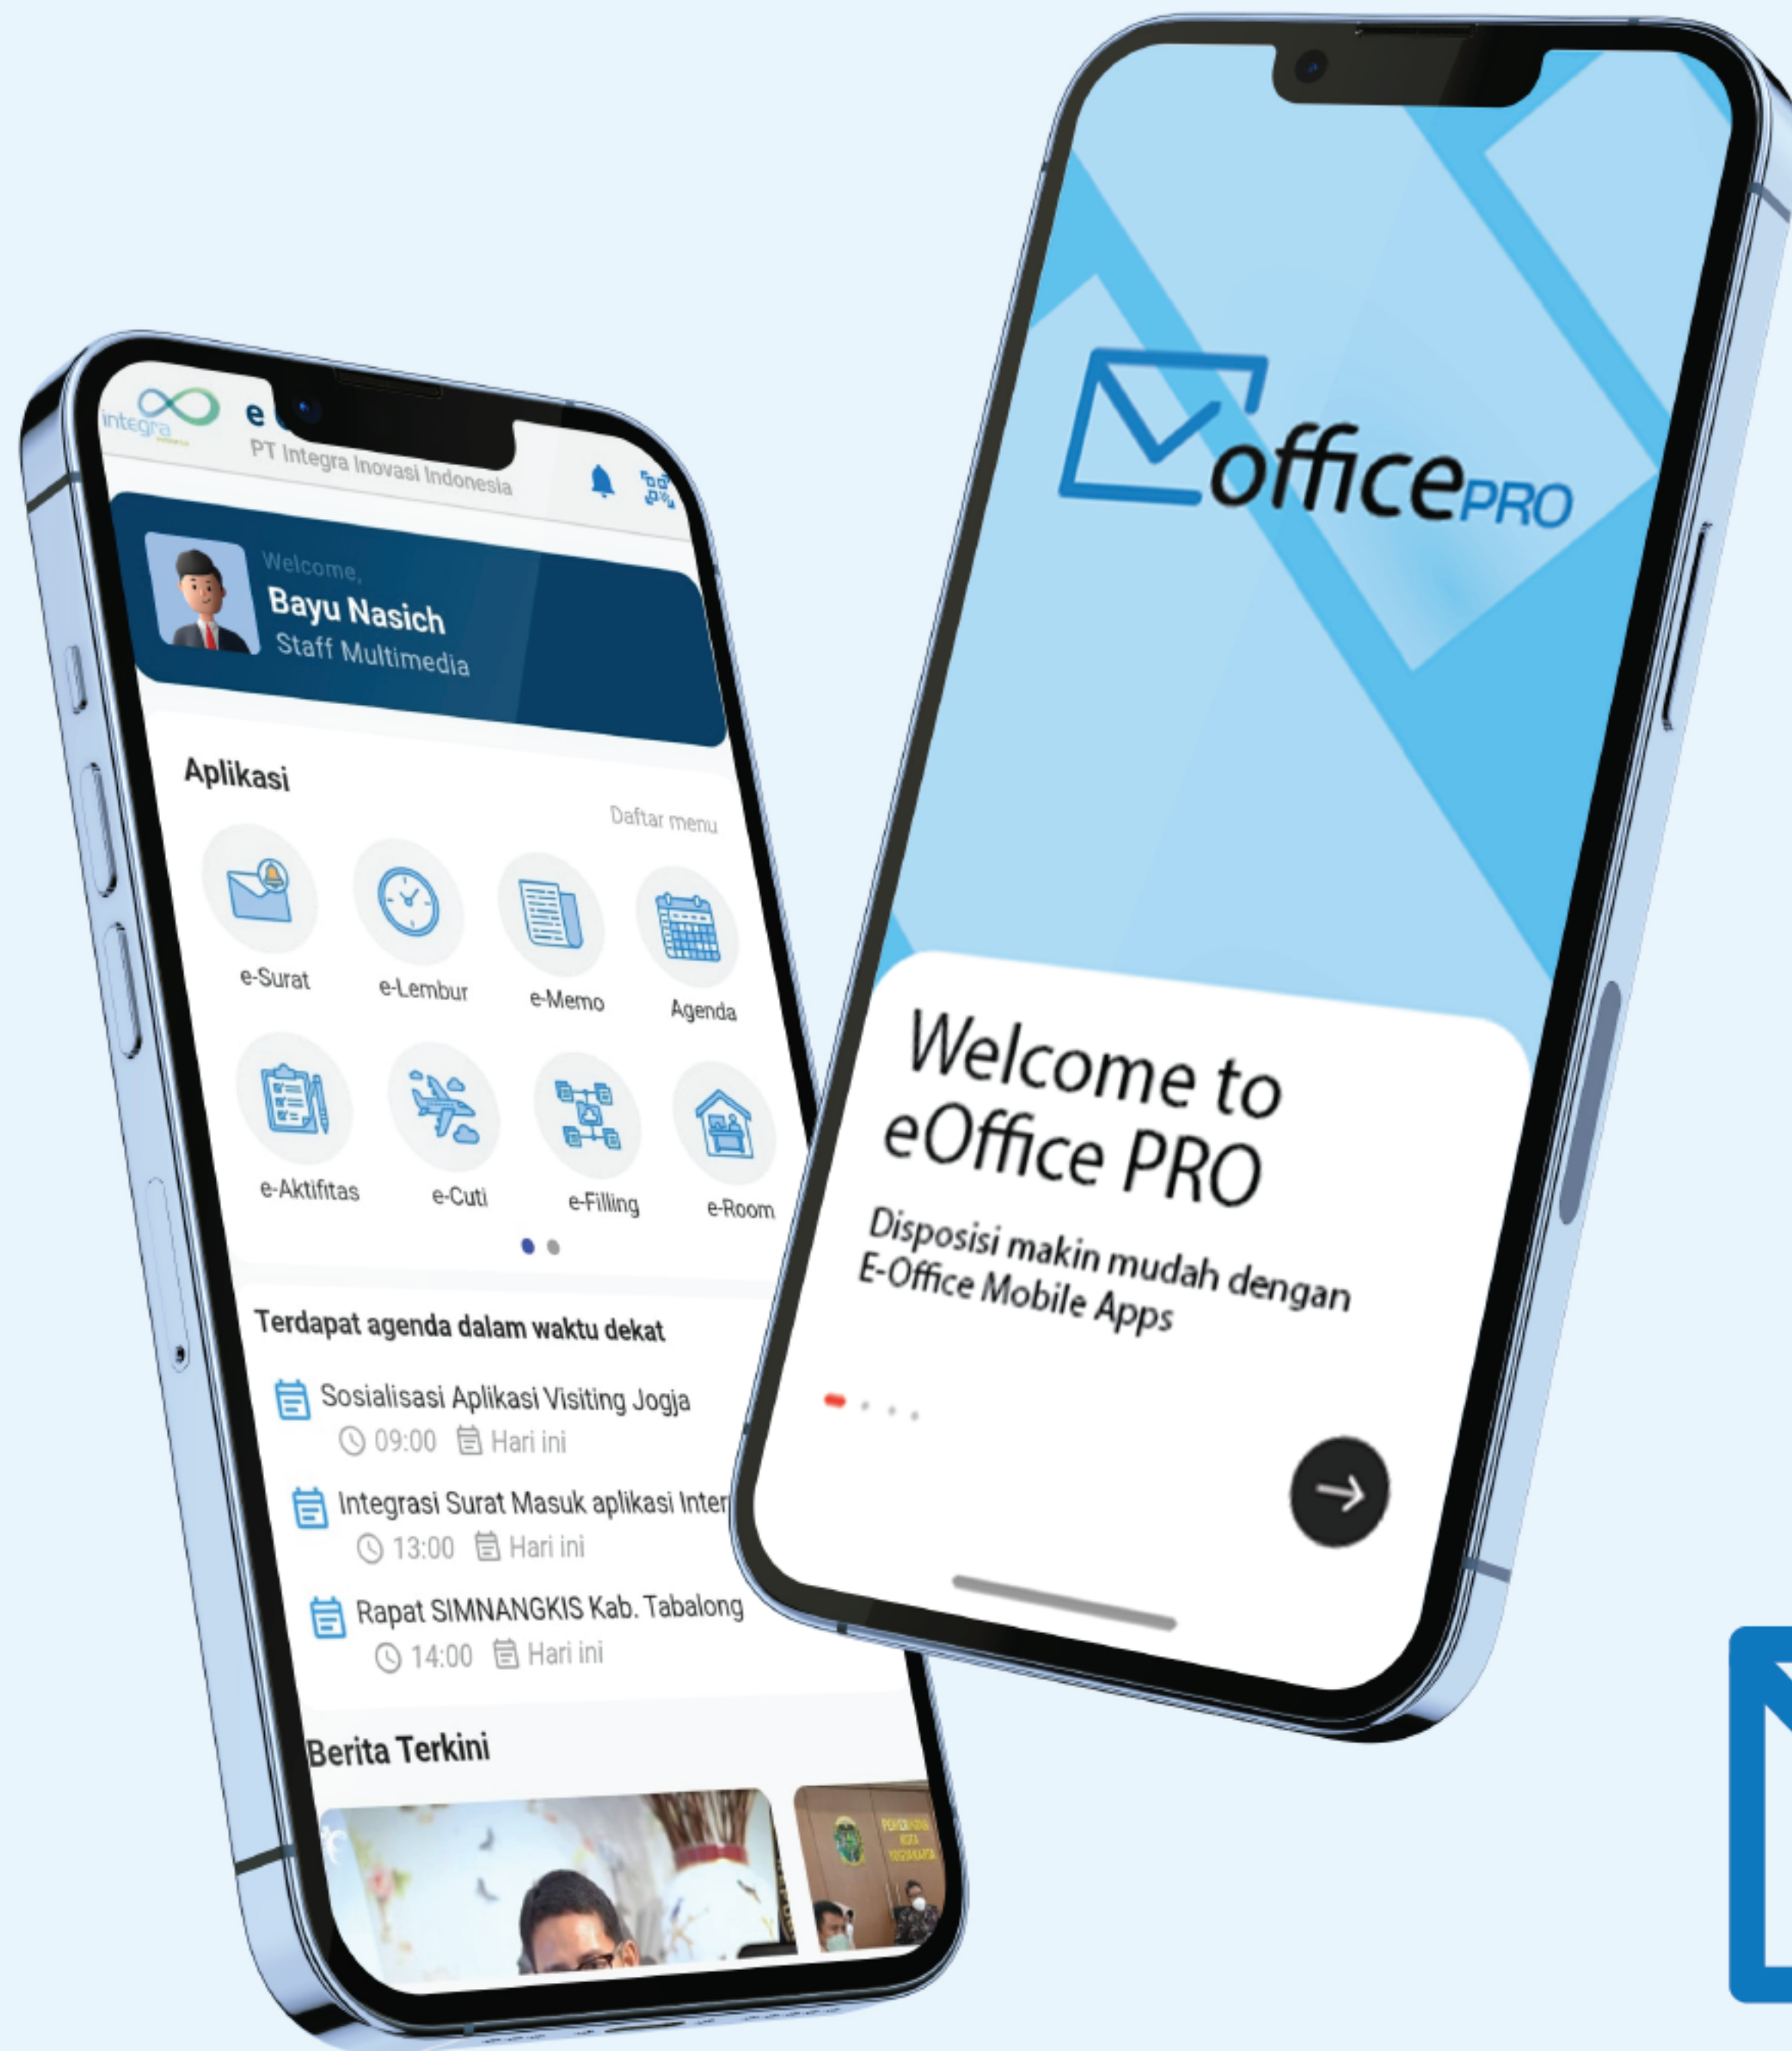 integra
e
PT Integra Inovasi Indonesia
Welcome,
Bayu Nasich
Staff Multimedia
Aplikasi
Daftar menu
e-Surat
e-Lembur
e-Memo
Agenda
e-Aktifitas
e-Cuti
e-Filling
e-Room
Terdapat agenda dalam waktu dekat
Sosialisasi Aplikasi Visiting Jogja
09:00 Hari ini
Integrasi Surat Masuk aplikasi Inter
13:00 Hari ini
Rapat SIMNANGKIS Kab. Tabalong
14:00 Hari ini
Berita Terkini
KOTA
YOGYAKARTA
officePRO
Welcome to
eOffice PRO
Disposisi makin mudah dengan
E-Office Mobile Apps